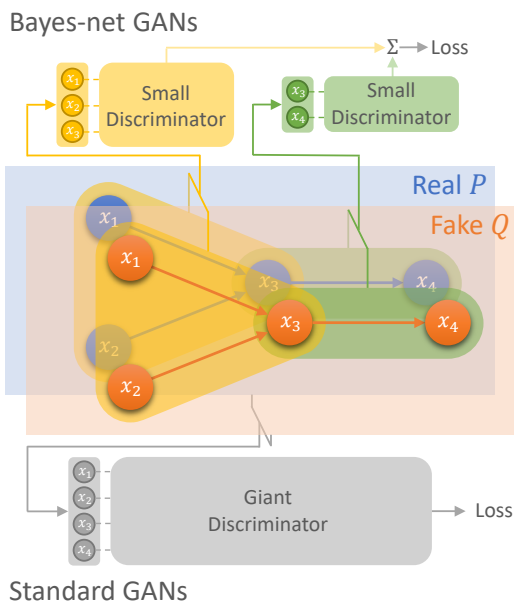 Bayes-net GANs
x₁
x₂
x₃
Small
Discriminator
Σ
Loss
x₃
x₄
Small
Discriminator
Real P
Fake Q
x₁
x₁
x₃
x₄
x₃
x₄
x₂
x₂
x₁
x₂
x₃
x₄
Giant
Discriminator
Loss
Standard GANs